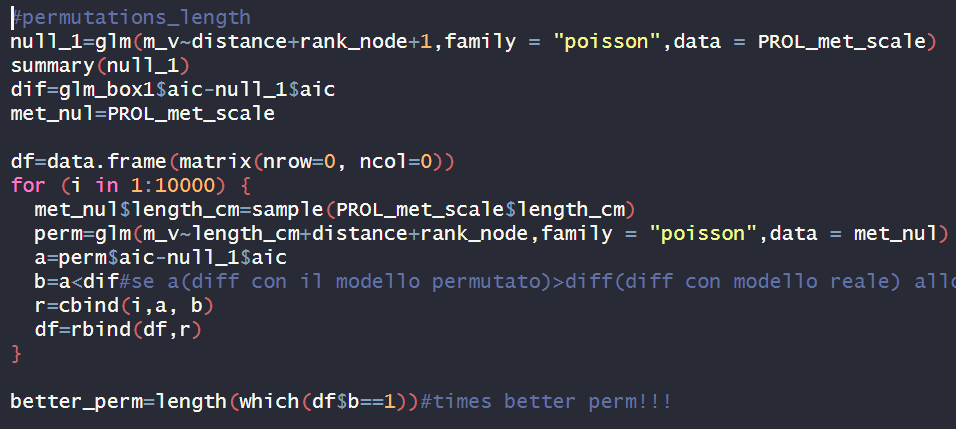 #permutations_length
null_1=glm(m_v~distance+rank_node+1,family = "poisson",data = PROL_met_scale)
summary(null_1)
dif=glm_box1$aic-null_1$aic
met_nul=PROL_met_scale
df=data.frame(matrix(nrow=0, ncol=0))
for (i in 1:10000) {
  met_nul$length_cm=sample(PROL_met_scale$length_cm)
  perm=glm(m_v~length_cm+distance+rank_node,family = "poisson",data = met_nul)
  a=perm$aic-null_1$aic
  b=a<dif#se a(diff con il modello permutato)>diff(diff con modello reale)
  r=cbind(i,a, b)
  df=rbind(df,r)
}
better_perm=length(which(df$b==1))#times better perm!!!